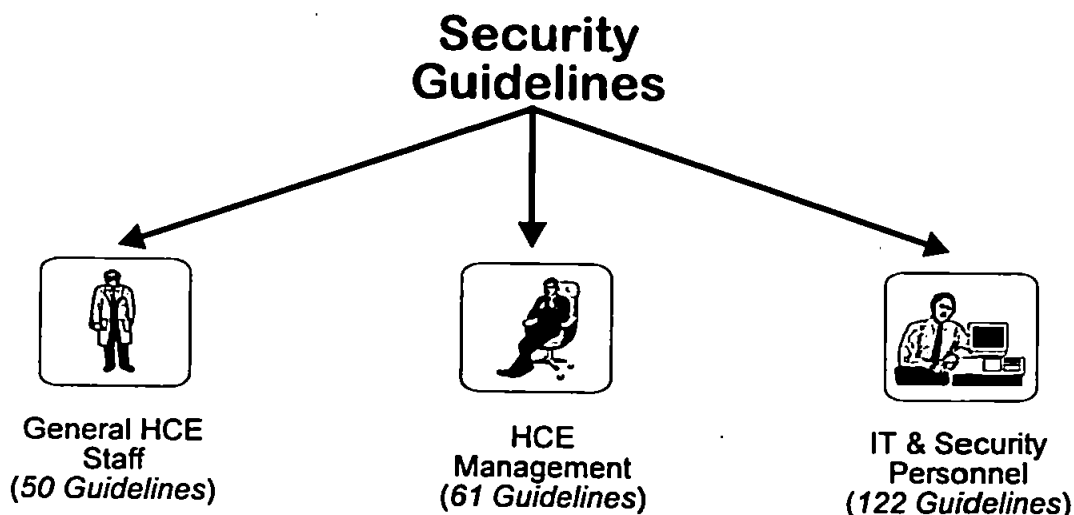 Security
Guidelines
General HCE
Staff
(50 Guidelines)
HCE
Management
(61 Guidelines)
IT & Security
Personnel
(122 Guidelines)